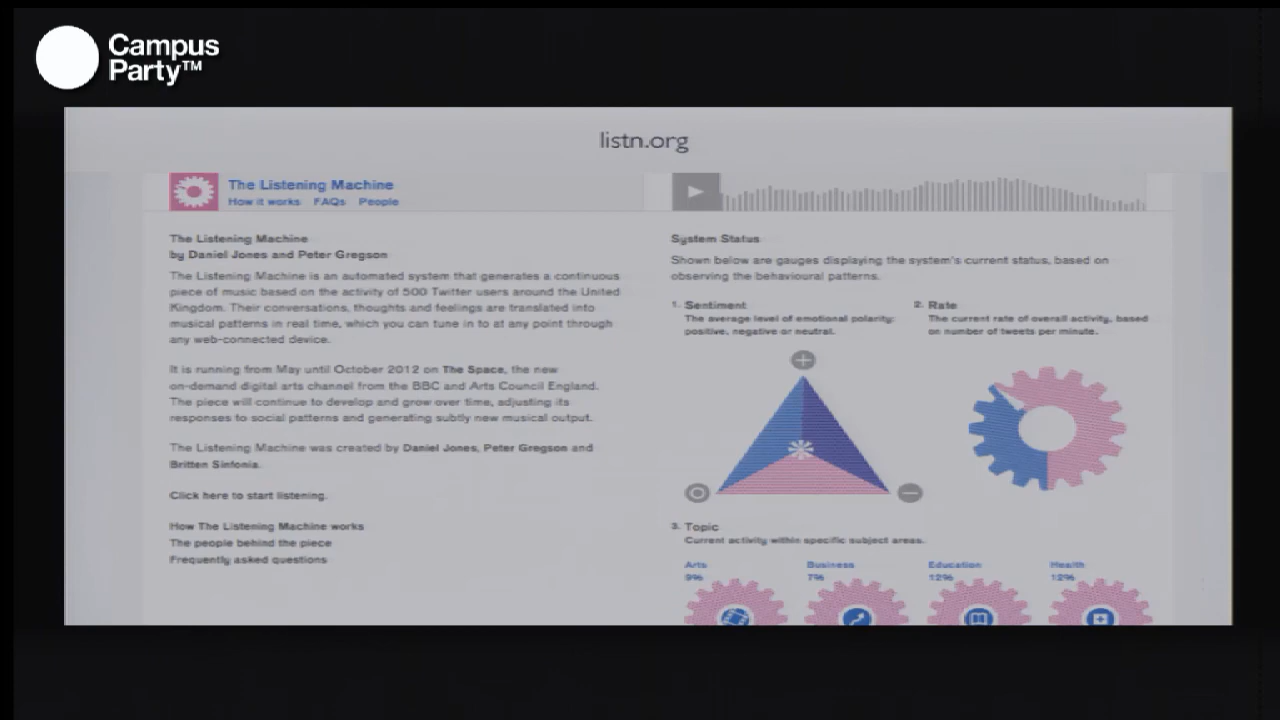 Campus
Party™
listn.org
The Listening Machine
How it works FAQs People
The Listening Machine
by Daniel Jones and Peter Gregson
The Listening Machine is an automated system that generates a continuous
piece of music based on the activity of 500 Twitter users around the United
Kingdom. Their conversations, thoughts and feelings are translated into
musical patterns in real time, which you can tune in to at any point through
any web-connected device.
It is running from May until October 2012 on The Space, the new
on-demand digital arts channel from the BBC and Arts Council England.
The piece will continue to develop and grow over time, adjusting its
responses to social patterns and generating subtly new musical output.
The Listening Machine was created by Daniel Jones, Peter Gregson and
Britten Sinfonia.
Click here to start listening.
How The Listening Machine works
The people behind the piece
Frequently asked questions
System Status
Shown below are gauges displaying the system's current status, based on
observing the behavioural patterns.
1. Sentiment
The average level of emotional polarity:
positive, negative or neutral.
2. Rate
The current rate of overall activity, based
on number of tweets per minute.
3. Topic
Current activity within specific subject areas.
Arts
9%
Business
7%
Education
12%
Health
12%